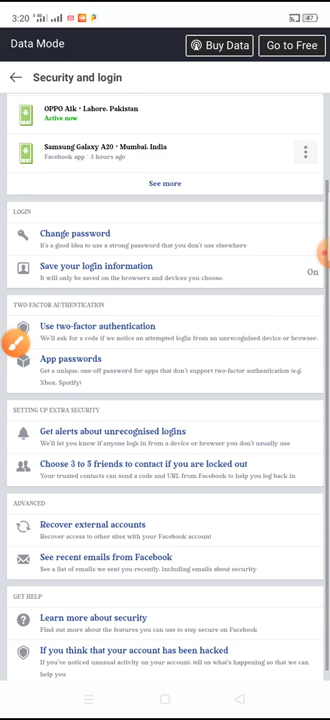 3:20
47
Data Mode
Buy Data
Go to Free
Security and login
OPPO A1k · Lahore, Pakistan
Active now
Samsung Galaxy A20 · Mumbai, India
Facebook app · 3 hours ago
See more
LOGIN
Change password
It's a good idea to use a strong password that you don't use elsewhere
Save your login information
It will only be saved on the browsers and devices you choose.
On
TWO-FACTOR AUTHENTICATION
Use two-factor authentication
We'll ask for a code if we notice an attempted login from an unrecognised device or browser.
App passwords
Get a unique, one-off password for apps that don't support two-factor authentication (e.g.
Xbox, Spotify)
SETTING UP EXTRA SECURITY
Get alerts about unrecognised logins
We'll let you know if anyone logs in from a device or browser you don't usually use
Choose 3 to 5 friends to contact if you are locked out
Your trusted contacts can send a code and URL from Facebook to help you log back in
ADVANCED
Recover external accounts
Recover access to other sites with your Facebook account
See recent emails from Facebook
See a list of emails we sent you recently, including emails about security
GET HELP
Learn more about security
Find out more about the features you can use to stay secure on Facebook
If you think that your account has been hacked
If you've noticed unusual activity on your account, tell us what's happening so that we can
help you